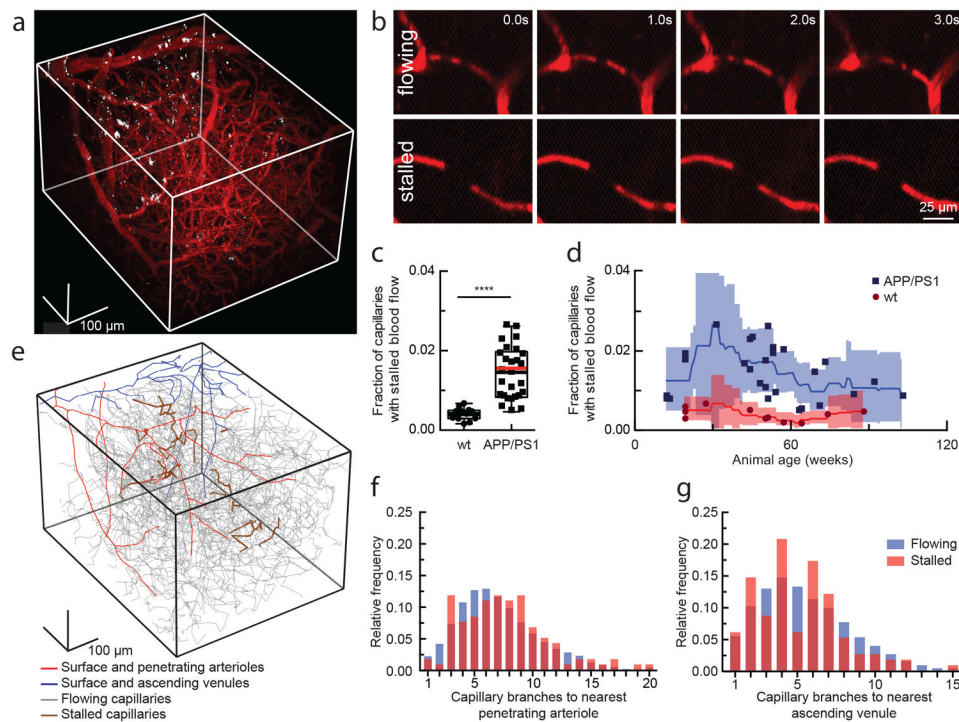 a
100 µm
b
flowing
0.0s
1.0s
2.0s
3.0s
stalled
25 µm
c
Fraction of capillaries
with stalled blood flow
0.04
0.02
0.00
****
wt
APP/PS1
d
Fraction of capillaries
with stalled blood flow
0.04
0.02
0.00
APP/PS1
wt
0
30
60
90
120
Animal age (weeks)
e
100 µm
Surface and penetrating arterioles
Surface and ascending venules
Flowing capillaries
Stalled capillaries
f
Relative frequency
0.25
0.20
0.15
0.10
0.05
0.00
1
5
10
15
20
Capillary branches to nearest
penetrating arteriole
g
Relative frequency
0.25
0.20
0.15
0.10
0.05
0.00
Flowing
Stalled
1
5
10
15
Capillary branches to nearest
ascending venule